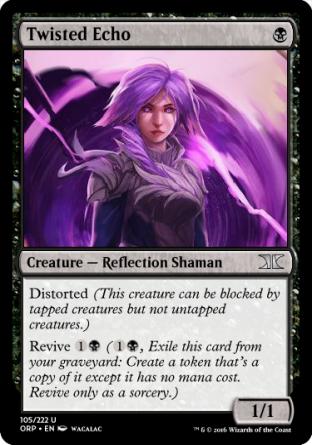 Twisted Echo
Creature — Reflection Shaman
Distorted (This creature can be blocked by
tapped creatures but not untapped
creatures.)
Revive 1 (1, Exile this card from
your graveyard: Create a token that's a
copy of it except it has no mana cost.
Revive only as a sorcery.)
1/1
105/222 U
ORP • EN WACALAC
™ & © 2016 Wizards of the Coast